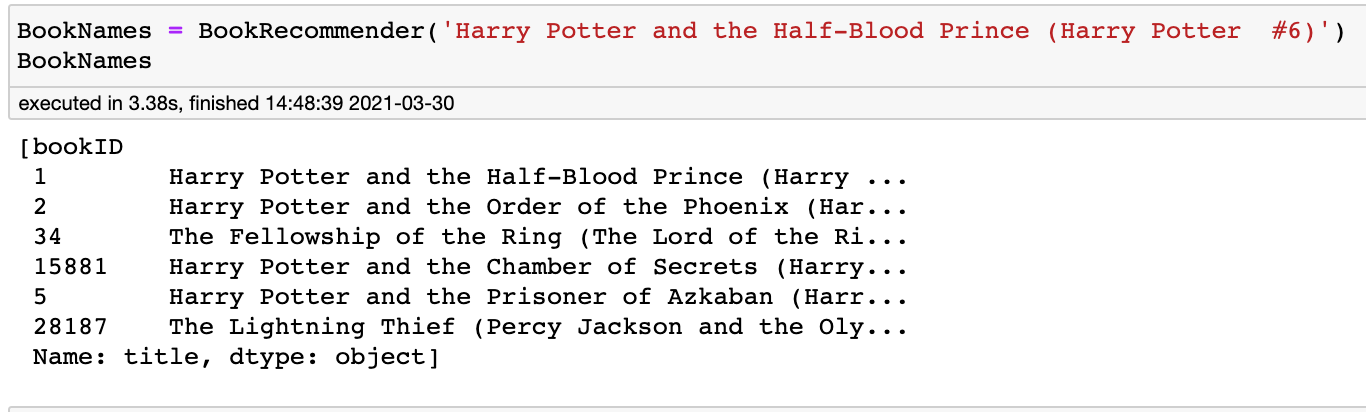 BookNames = BookRecommender('Harry Potter and the Half-Blood Prince (Harry Potter  #6)')
BookNames
executed in 3.38s, finished 14:48:39 2021-03-30
[bookID
1        Harry Potter and the Half-Blood Prince (Harry ...
2        Harry Potter and the Order of the Phoenix (Har...
34       The Fellowship of the Ring (The Lord of the Ri...
15881    Harry Potter and the Chamber of Secrets (Harry...
5        Harry Potter and the Prisoner of Azkaban (Harr...
28187    The Lightning Thief (Percy Jackson and the Oly...
Name: title, dtype: object]